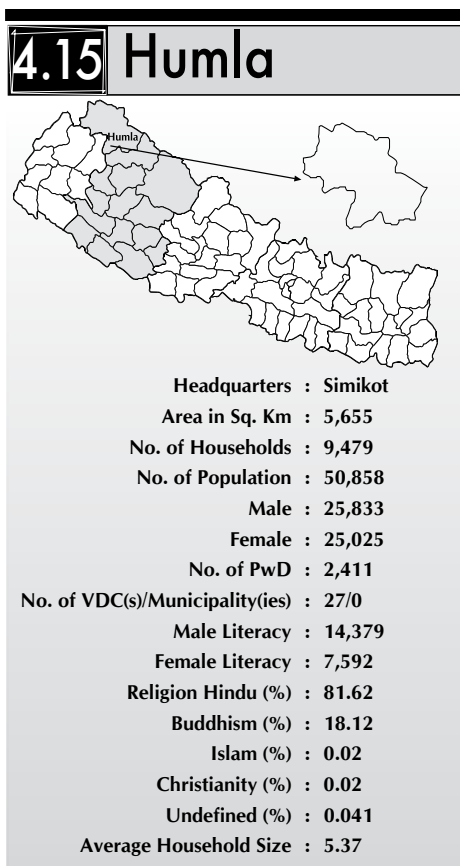 4.15 Humla
Humla
Headquarters : Simikot
Area in Sq. Km : 5,655
No. of Households : 9,479
No. of Population : 50,858
Male : 25,833
Female : 25,025
No. of PwD : 2,411
No. of VDC(s)/Municipality(ies) : 27/0
Male Literacy : 14,379
Female Literacy : 7,592
Religion Hindu (%) : 81.62
Buddhism (%) : 18.12
Islam (%) : 0.02
Christianity (%) : 0.02
Undefined (%) : 0.041
Average Household Size : 5.37